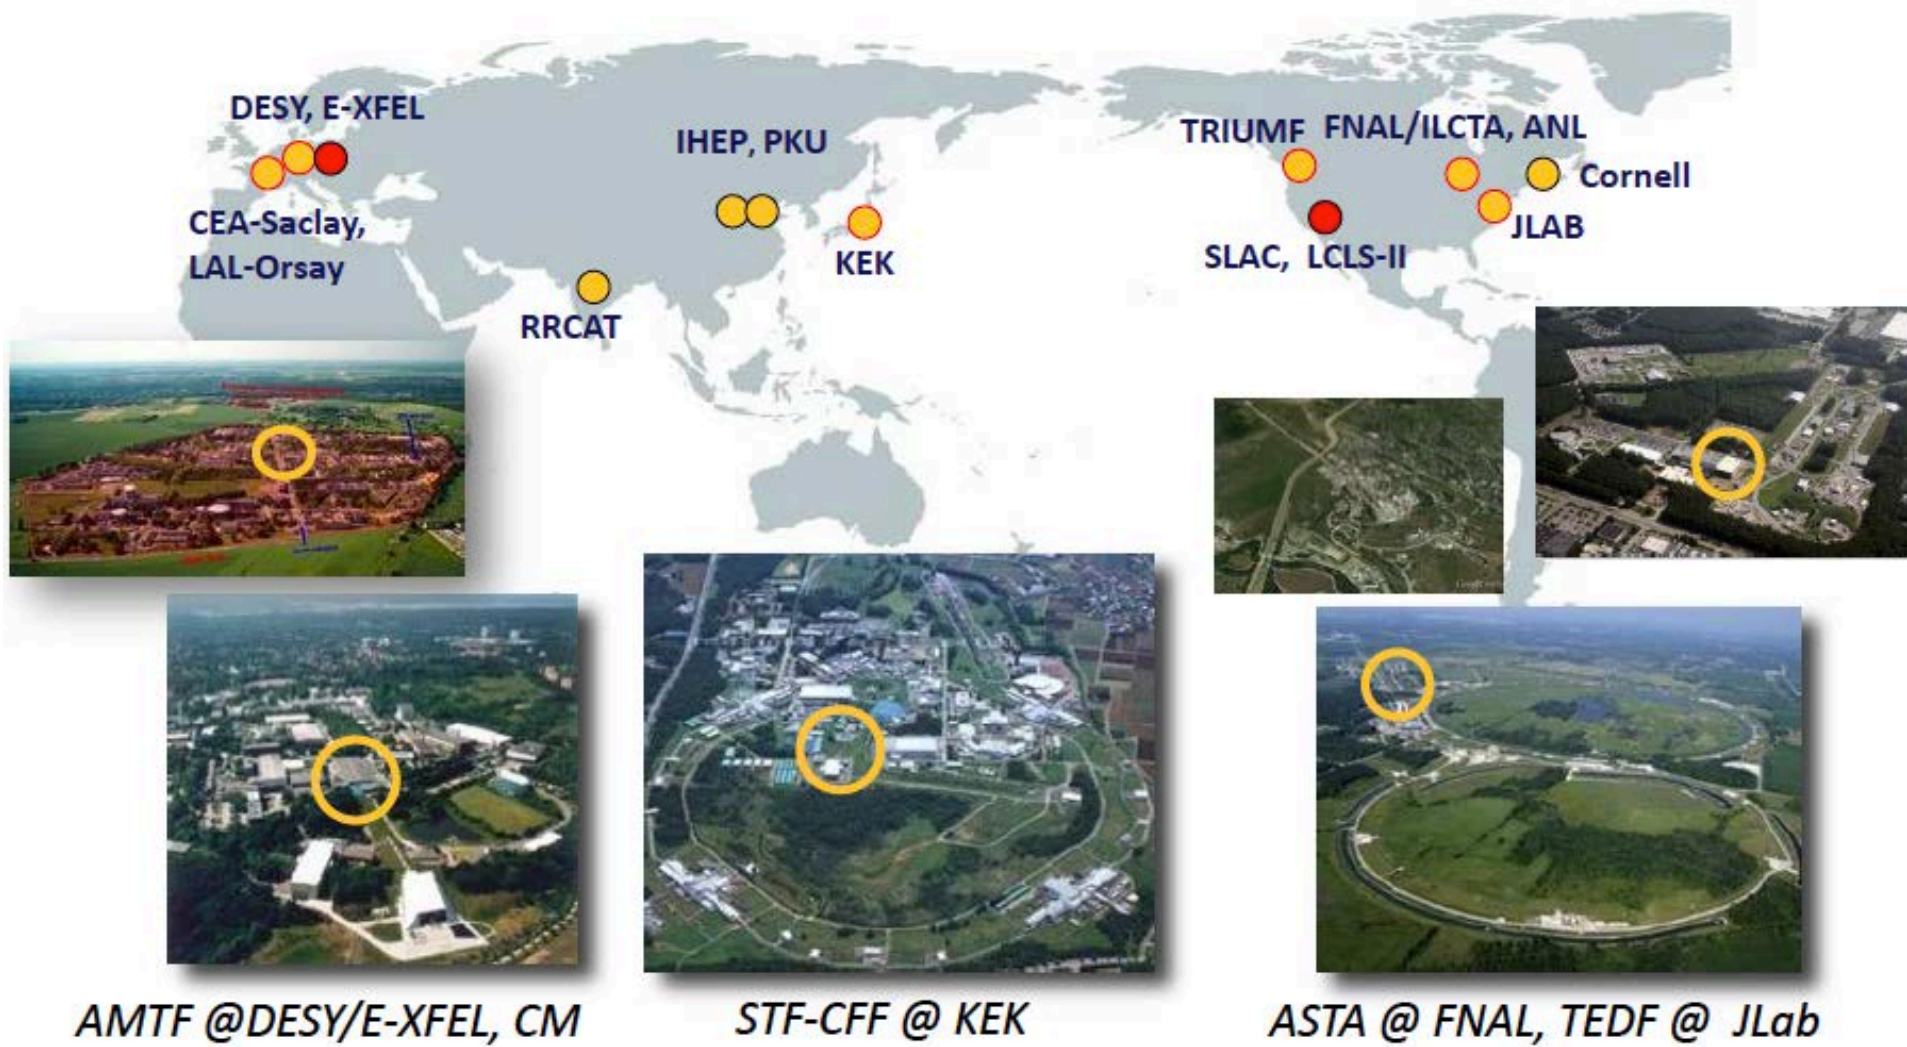 DESY, E-XFEL
CEA-Saclay,
LAL-Orsay
IHEP, PKU
KEK
RRCAT
TRIUMF
FNAL/ILCTA, ANL
Cornell
JLAB
SLAC, LCLS-II
AMTF @DESY/E-XFEL, CM
STF-CFF @ KEK
ASTA @ FNAL, TEDF @ JLab